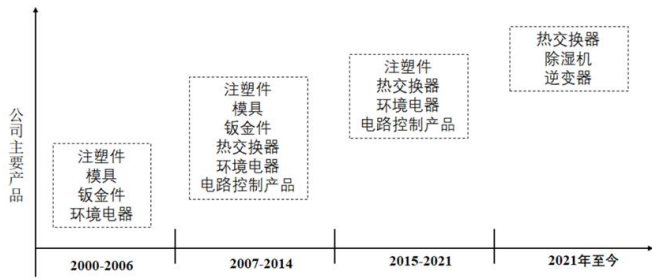 公司主要产品
注塑件
模具
钣金件
环境电器
注塑件
模具
钣金件
热交换器
环境电器
电路控制产品
注塑件
热交换器
环境电器
电路控制产品
热交换器
除湿机
逆变器
2000-2006
2007-2014
2015-2021
2021年至今